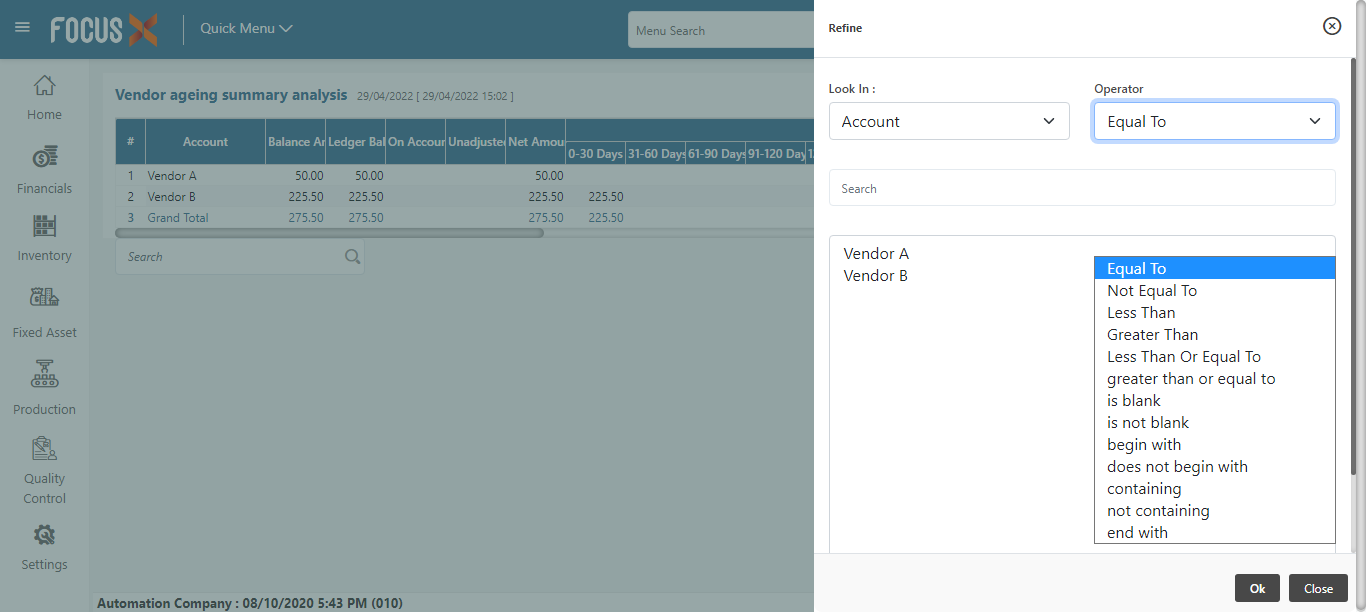 FOCUS X
Quick Menu
Menu Search
Home
Financials
Inventory
Fixed Asset
Production
Quality
Control
Settings
Vendor ageing summary analysis 29/04/2022 [ 29/04/2022 15:02 ]
# Account Balance Ledger Bal On Accoun Unadjuste Net Amou
0-30 Days 31-60 Days 61-90 Days 91-120 Day
1 Vendor A 50.00 50.00 50.00
2 Vendor B 225.50 225.50 225.50 225.50
3 Grand Total 275.50 275.50 275.50 225.50
Search
Automation Company : 08/10/2020 5:43 PM (010)
Refine
Look In : Operator
Account Equal To
Search
Vendor A
Vendor B
Equal To
Not Equal To
Less Than
Greater Than
Less Than Or Equal To
greater than or equal to
is blank
is not blank
begin with
does not begin with
containing
not containing
end with
Ok Close